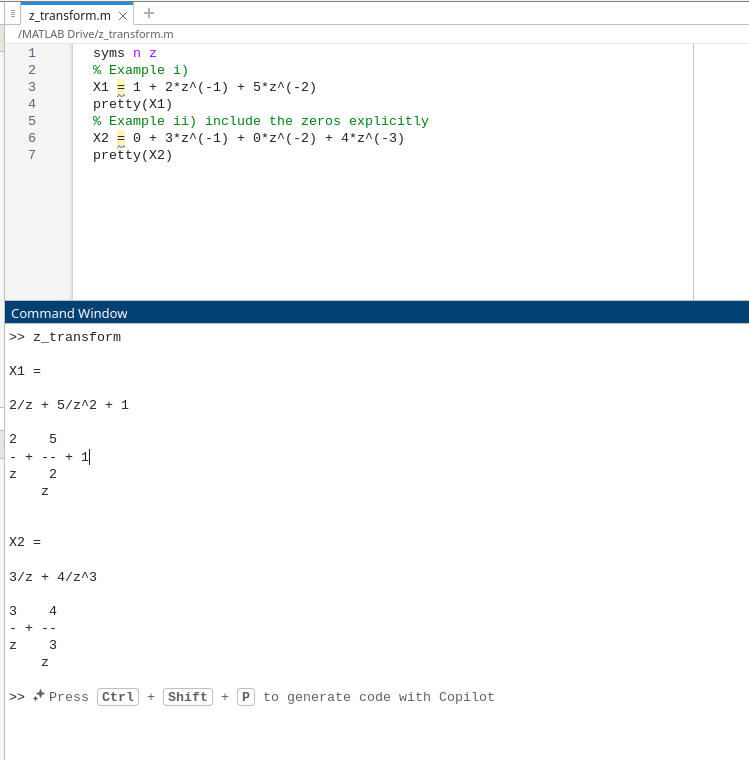 z_transform.m
/MATLAB Drive/z_transform.m
1 syms n z
2 % Example i)
3 X1 = 1 + 2*z^(-1) + 5*z^(-2)
4 pretty(X1)
5 % Example ii) include the zeros explicitly
6 X2 = 0 + 3*z^(-1) + 0*z^(-2) + 4*z^(-3)
7 pretty(X2)
Command Window
>> z_transform
X1 =
2/z + 5/z^2 + 1
2    5
- + -- + 1
z    2
    z
X2 =
3/z + 4/z^3
3    4
- + --
z    3
    z
>> Press Ctrl + Shift + P to generate code with Copilot